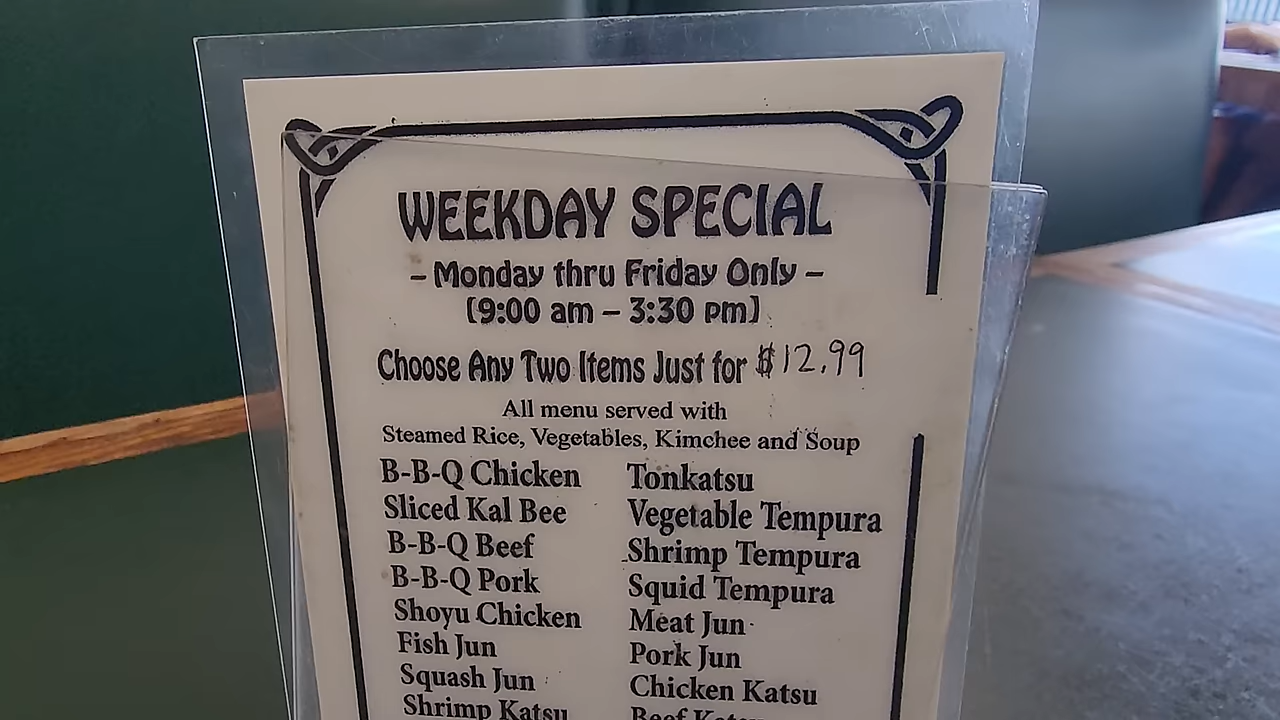 WEEKDAY SPECIAL
– Monday thru Friday Only –
(9:00 am – 3:30 pm)
Choose Any Two Items Just for $12.99
All menu served with
Steamed Rice, Vegetables, Kimchee and Soup
B-B-Q Chicken Tonkatsu
Sliced Kal Bee Vegetable Tempura
B-B-Q Beef Shrimp Tempura
B-B-Q Pork Squid Tempura
Shoyu Chicken Meat Jun
Fish Jun Pork Jun
Squash Jun Chicken Katsu
Shrimp Katsu Beef Katsu